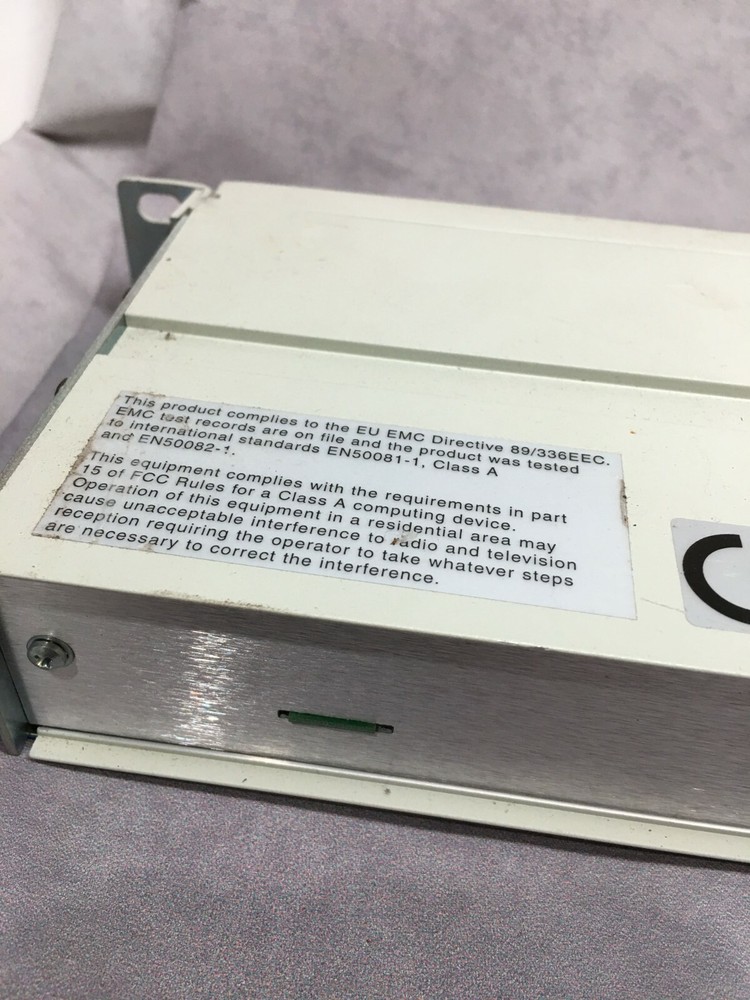 This product complies to the EU EMC Directive 89/336EEC.
EMC test records are on file and the product was tested
to international standards EN50081-1, Class A
and EN50082-1.
This equipment complies with the requirements in part
15 of FCC Rules for a Class A computing device.
Operation of this equipment in a residential area may
cause unacceptable interference to radio and television
reception requiring the operator to take whatever steps
are necessary to correct the interference.
C